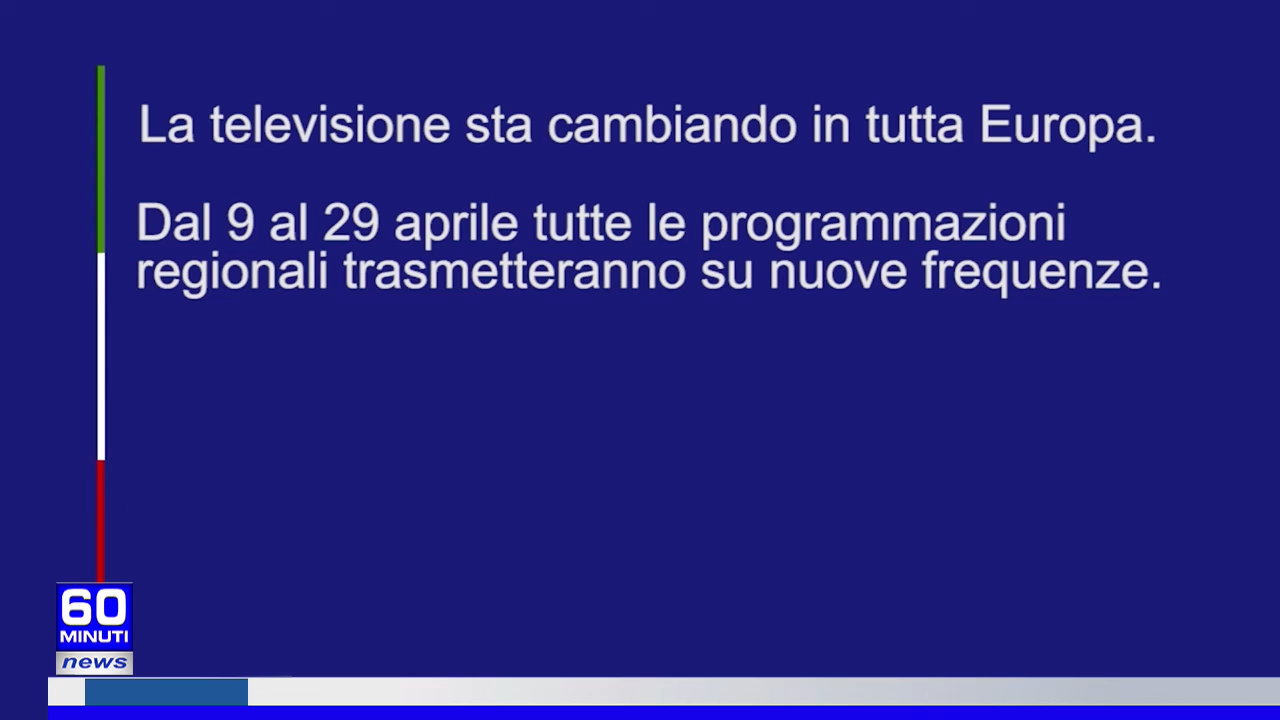 La televisione sta cambiando in tutta Europa.
Dal 9 al 29 aprile tutte le programmazioni
regionali trasmetteranno su nuove frequenze.
60
MINUTI
news